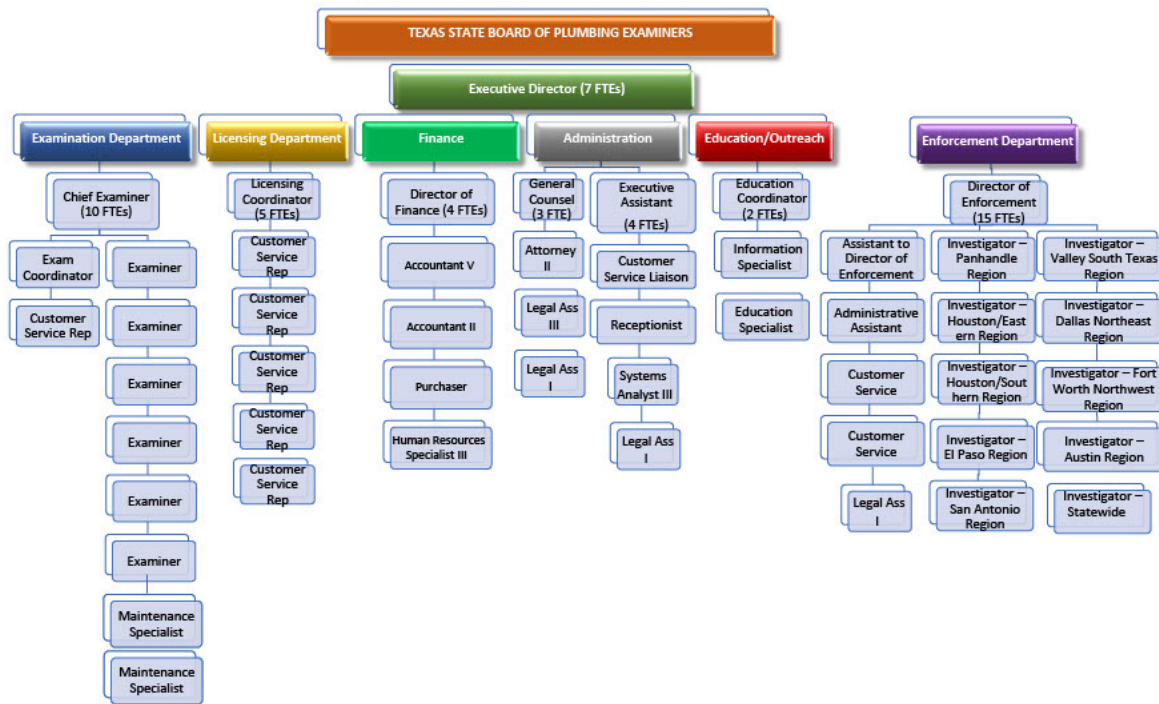 TEXAS STATE BOARD OF PLUMBING EXAMINERS
Executive Director (7 FTEs)
Examination Department
Licensing Department
Finance
Administration
Education/Outreach
Enforcement Department
Chief Examiner
(10 FTEs)
Exam
Coordinator
Customer
Service Rep
Examiner
Examiner
Examiner
Examiner
Examiner
Examiner
Maintenance
Specialist
Maintenance
Specialist
Licensing
Coordinator
(5 FTEs)
Customer
Service
Rep
Customer
Service
Rep
Customer
Service
Rep
Customer
Service
Rep
Customer
Service
Rep
Director of
Finance (4 FTEs)
Accountant V
Accountant II
Purchaser
Human Resources
Specialist III
General
Counsel
(3 FTE)
Attorney
II
Legal Ass
III
Legal Ass
I
Executive
Assistant
(4 FTEs)
Customer
Service Liaison
Receptionist
Systems
Analyst III
Legal Ass
I
Education
Coordinator
(2 FTEs)
Information
Specialist
Education
Specialist
Director of
Enforcement
(15 FTEs)
Assistant to
Director of
Enforcement
Administrative
Assistant
Customer
Service
Customer
Service
Legal Ass
I
Investigator –
Panhandle
Region
Investigator –
Houston/East
ern Region
Investigator –
Houston/Sout
hern Region
Investigator –
El Paso Region
Investigator –
San Antonio
Region
Investigator –
Valley South Texas
Region
Investigator –
Dallas Northeast
Region
Investigator – Fort
Worth Northwest
Region
Investigator –
Austin Region
Investigator –
Statewide